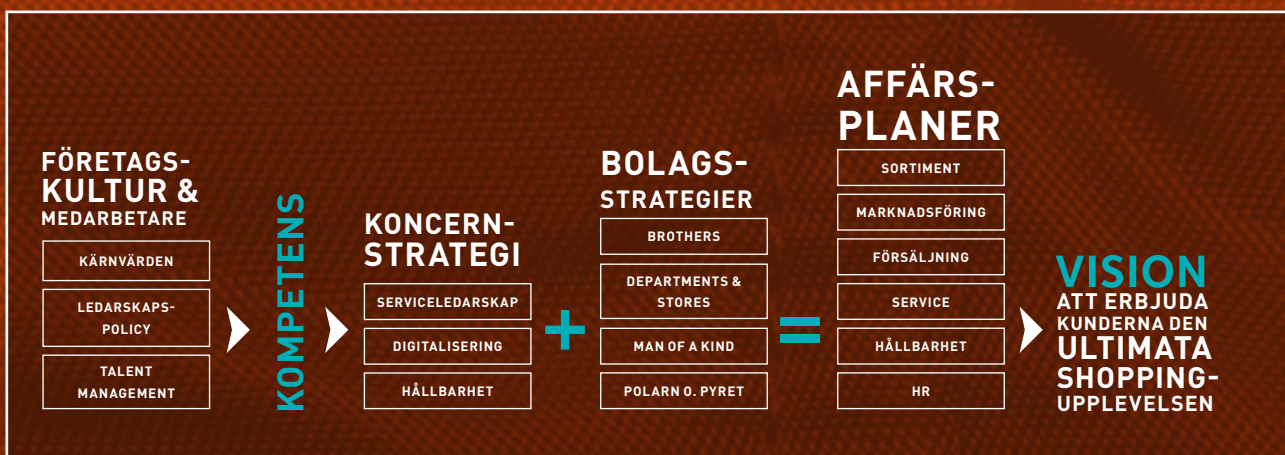 FÖRETAGS-
KULTUR &
MEDARBETARE
KÄRNVÄRDEN
LEDARSKAPS-
POLICY
TALENT
MANAGEMENT
KOMPETENS
KONCERN-
STRATEGI
SERVICELEDARSKAP
DIGITALISERING
HÅLLBARHET
+
BOLAGS-
STRATEGIER
BROTHERS
DEPARTMENTS &
STORES
MAN OF A KIND
POLARN O. PYRET
=
AFFÄRS-
PLANER
SORTIMENT
MARKNADSFÖRING
FÖRSÄLJNING
SERVICE
HÅLLBARHET
HR
VISION
ATT ERBJUDA
KUNDERNA DEN
ULTIMATA
SHOPPING-
UPPLEVELSEN